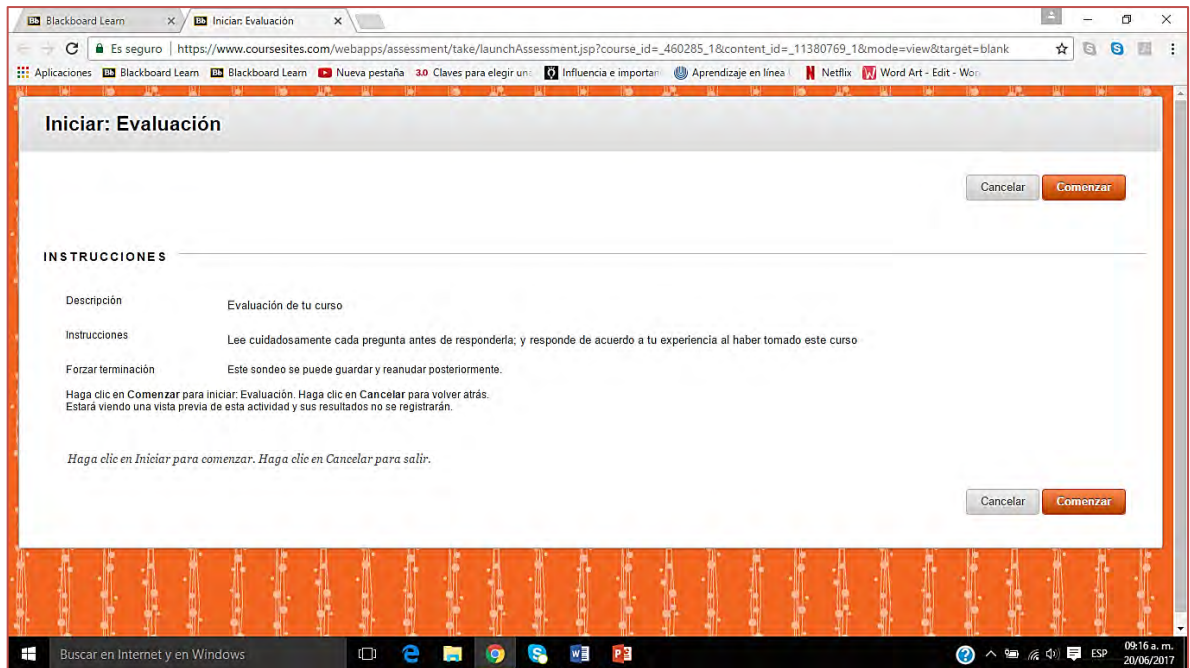 Blackboard Learn
Iniciar: Evaluación
Es seguro | https://www.coursesites.com/webapps/assessment/take/launchAssessment.jsp?course_id=_460285_1&content_id=_11380769_1&mode=view&target=blank
Aplicaciones Blackboard Learn Blackboard Learn Nueva pestaña 3.0 Claves para elegir un Influencia e importan Aprendizaje en línea Netflix Word Art - Edit - Wor
Iniciar: Evaluación
Cancelar Comenzar
INSTRUCCIONES
Descripción Evaluación de tu curso
Instrucciones Lee cuidadosamente cada pregunta antes de responderla; y responde de acuerdo a tu experiencia al haber tomado este curso
Forzar terminación Este sondeo se puede guardar y reanudar posteriormente.
Haga clic en Comenzar para iniciar: Evaluación. Haga clic en Cancelar para volver atrás.
Estará viendo una vista previa de esta actividad y sus resultados no se registrarán.
Haga clic en Iniciar para comenzar. Haga clic en Cancelar para salir.
Cancelar Comenzar
Buscar en Internet y en Windows
ESP
09:16 a. m.
20/06/2017